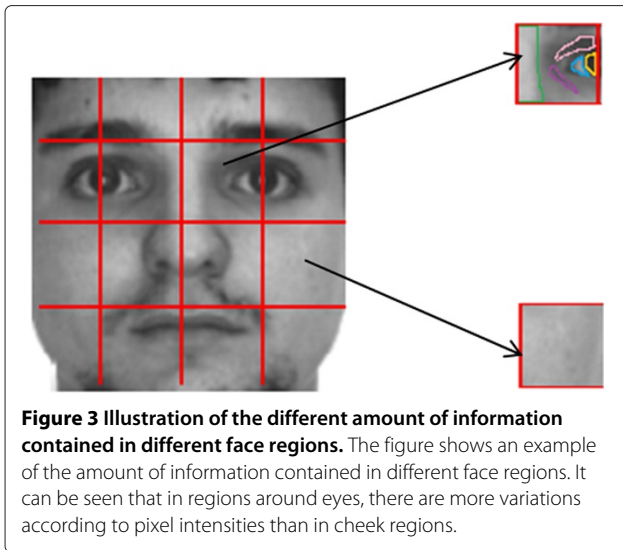 Figure 3 Illustration of the different amount of information
contained in different face regions. The figure shows an example
of the amount of information contained in different face regions. It
can be seen that in regions around eyes, there are more variations
according to pixel intensities than in cheek regions.